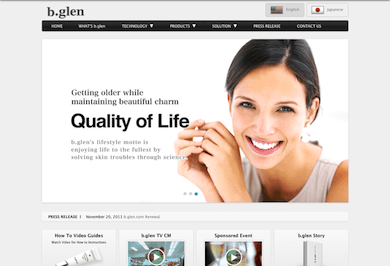 b.glen
English
Japanese
HOME WHAT'S b.glen TECHNOLOGY ▼ PRODUCTS ▼ SOLUTION ▼ PRESS RELEASE CONTACT US
Getting older while
maintaining beautiful charm
Quality of Life
b.glen's lifestyle motto is
enjoying life to the fullest by
solving skin troubles through science
PRESS RELEASE | November 25, 2013 b-glen.com Renewal
How To Video Guides
Watch Video for How to Instructions
b.glen TV CM
Sponsored Event
b.glen Story